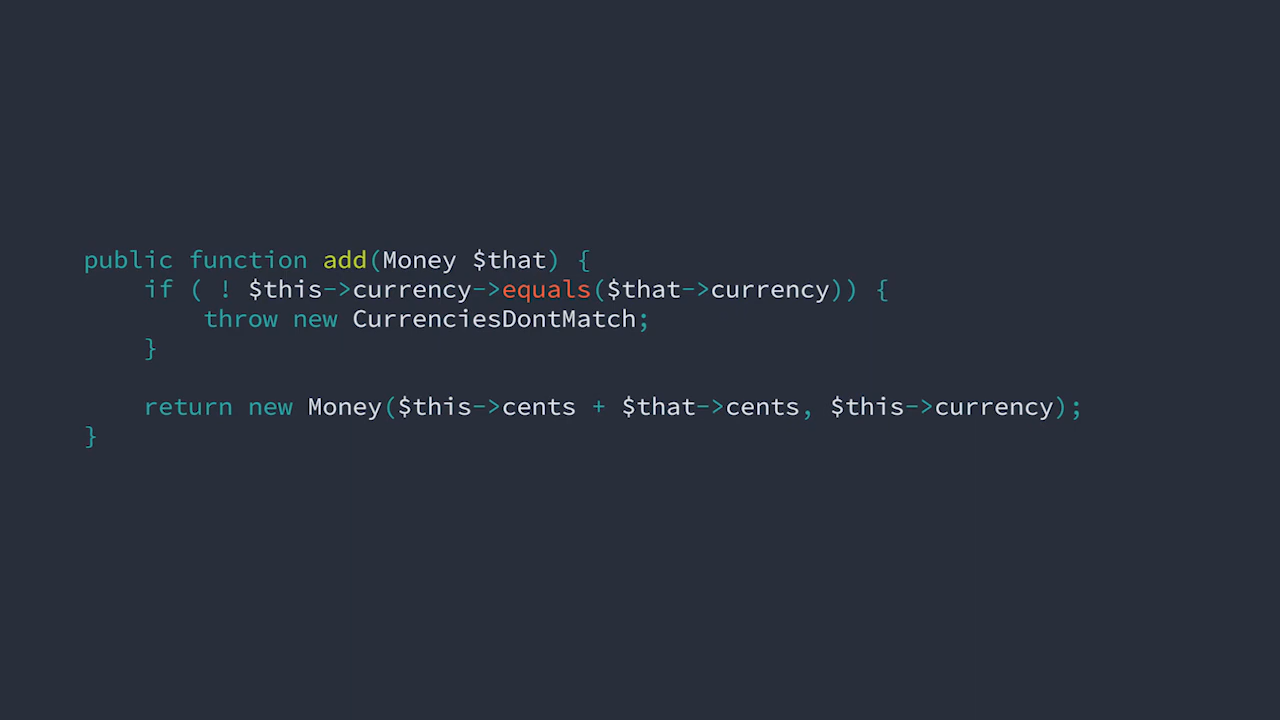 public function add(Money $that) {
    if ( ! $this->currency->equals($that->currency)) {
        throw new CurrenciesDontMatch;
    }

    return new Money($this->cents + $that->cents, $this->currency);
}